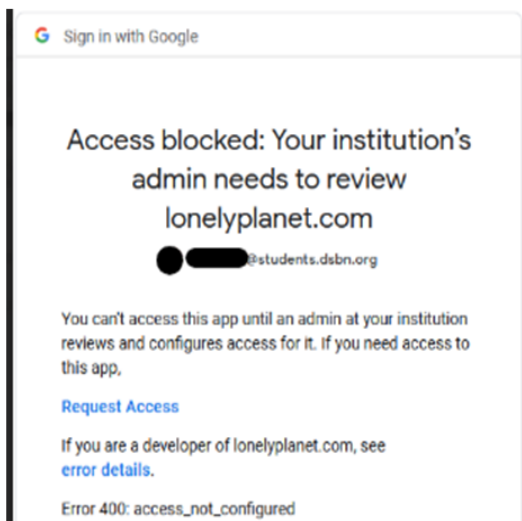 Sign in with Google
Access blocked: Your institution's
admin needs to review
lonelyplanet.com
@students.dsbn.org
You can't access this app until an admin at your institution
reviews and configures access for it. If you need access to
this app,
Request Access
If you are a developer of lonelyplanet.com, see
error details.
Error 400: access_not_configured